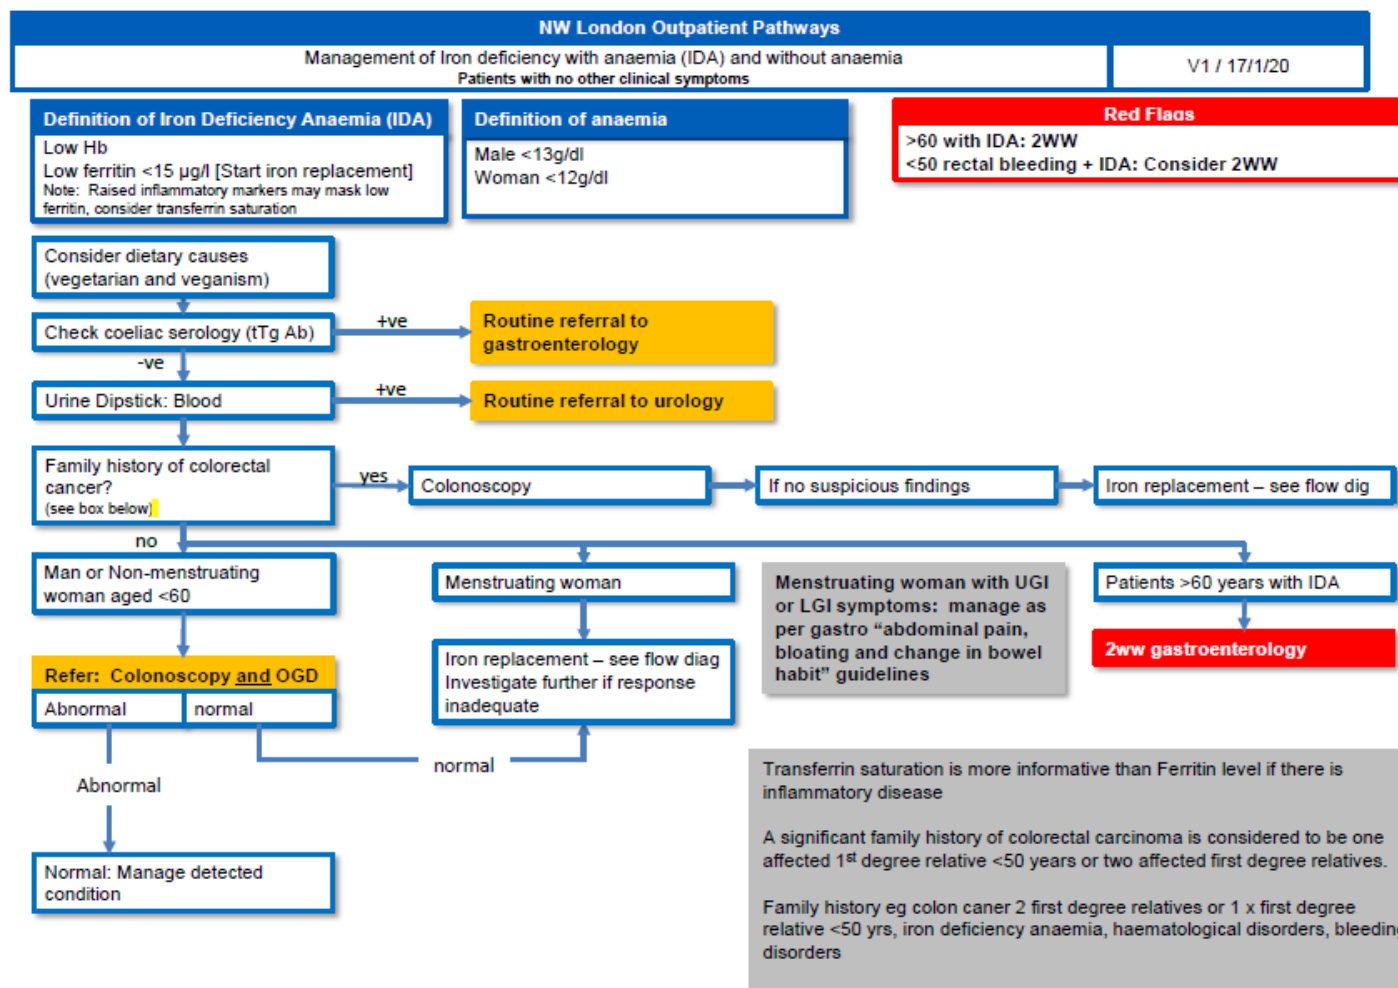 NW London Outpatient Pathways
Management of Iron deficiency with anaemia (IDA) and without anaemia
Patients with no other clinical symptoms
V1 / 17/1/20
Definition of Iron Deficiency Anaemia (IDA)
Low Hb
Low ferritin <15 µg/l [Start iron replacement]
Note: Raised inflammatory markers may mask low
ferritin, consider transferrin saturation
Definition of anaemia
Male <13g/dl
Woman <12g/dl
Red Flags
>60 with IDA: 2WW
<50 rectal bleeding + IDA: Consider 2WW
Consider dietary causes
(vegetarian and veganism)
Check coeliac serology (tTg Ab)
+ve
Routine referral to
gastroenterology
-ve
Urine Dipstick: Blood
+ve
Routine referral to urology
Family history of colorectal
cancer?
(see box below)
yes
Colonoscopy
If no suspicious findings
Iron replacement – see flow dig
no
Man or Non-menstruating
woman aged <60
Menstruating woman
Menstruating woman with UGI
or LGI symptoms: manage as
per gastro “abdominal pain,
bloating and change in bowel
habit” guidelines
Patients >60 years with IDA
2ww gastroenterology
Iron replacement – see flow diag
Investigate further if response
inadequate
Refer: Colonoscopy and OGD
Abnormal
normal
normal
Abnormal
Normal: Manage detected
condition
Transferrin saturation is more informative than Ferritin level if there is
inflammatory disease
A significant family history of colorectal carcinoma is considered to be one
affected 1st degree relative <50 years or two affected first degree relatives.
Family history eg colon caner 2 first degree relatives or 1 x first degree
relative <50 yrs, iron deficiency anaemia, haematological disorders, bleeding
disorders